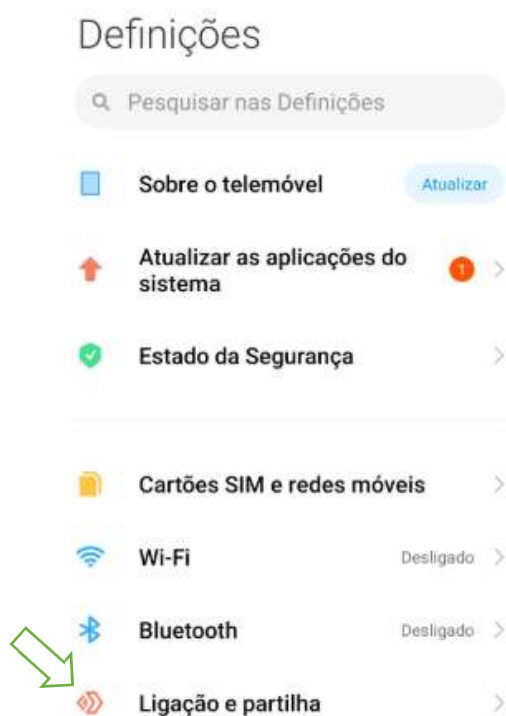 Definições
Pesquisar nas Definições
Sobre o telemóvel Atualizar
Atualizar as aplicações do
sistema
1
Estado da Segurança
Cartões SIM e redes móveis
Wi-Fi Desligado
Bluetooth Desligado
Ligação e partilha